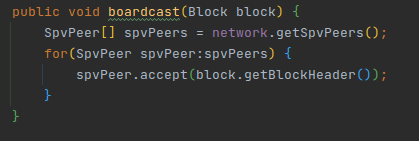 public void boardcast(Block block) {
    SpvPeer[] spvPeers = network.getSpvPeers();
    for(SpvPeer spvPeer:spvPeers) {
        spvPeer.accept(block.getBlockHeader());
    }
}